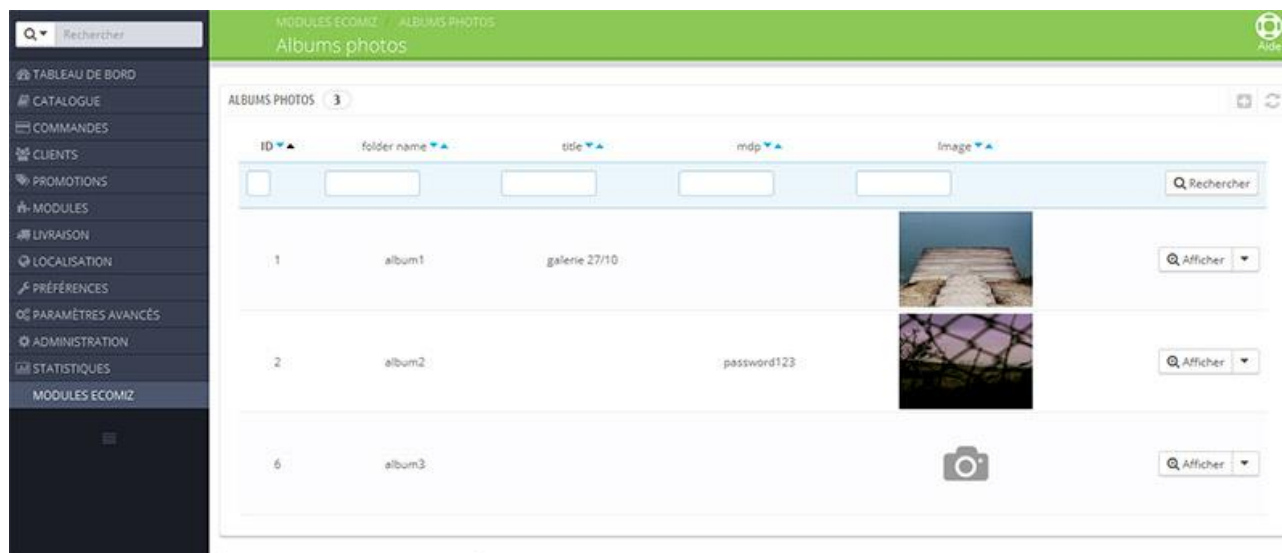 Rechercher
MODULES ECOMIZ / ALBUMS PHOTOS
Albums photos
Aide
TABLEAU DE BORD
CATALOGUE
COMMANDES
CLIENTS
PROMOTIONS
MODULES
LIVRAISON
LOCALISATION
PRÉFÉRENCES
PARAMÈTRES AVANCÉS
ADMINISTRATION
STATISTIQUES
MODULES ECOMIZ
ALBUMS PHOTOS 3
ID folder name title mdp Image
Rechercher
1 album1 galerie 27/10 Afficher
2 album2 password123 Afficher
6 album3 Afficher